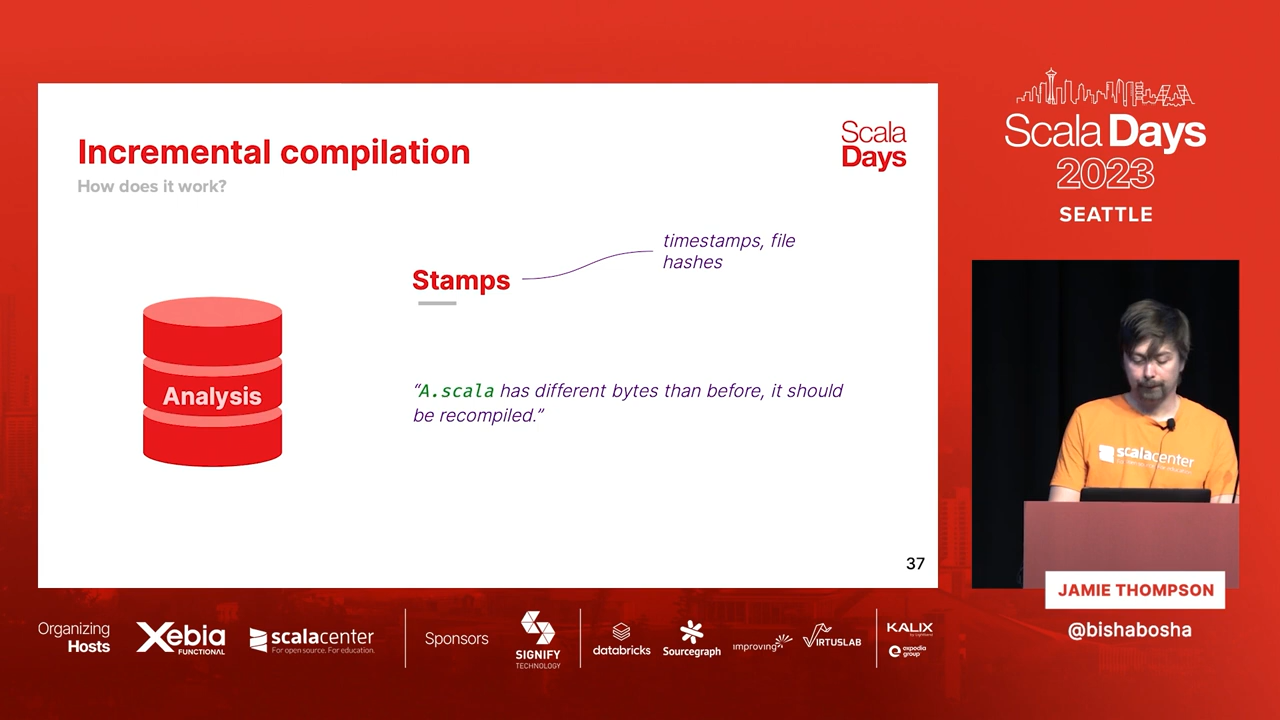 Incremental compilation
How does it work?
Scala
Days
timestamps, file
hashes
Stamps
Analysis
“A.scala has different bytes than before, it should
be recompiled.”
37
Scala Days
2023
SEATTLE
scalacenter
JAMIE THOMPSON
@bishabosha
Organizing
Hosts
Xebia
FUNCTIONAL
scalacenter
For open source. For education.
Sponsors
SIGNIFY
TECHNOLOGY
databricks
Sourcegraph
improving
VIRTUSLAB
KALIX
expedia
group